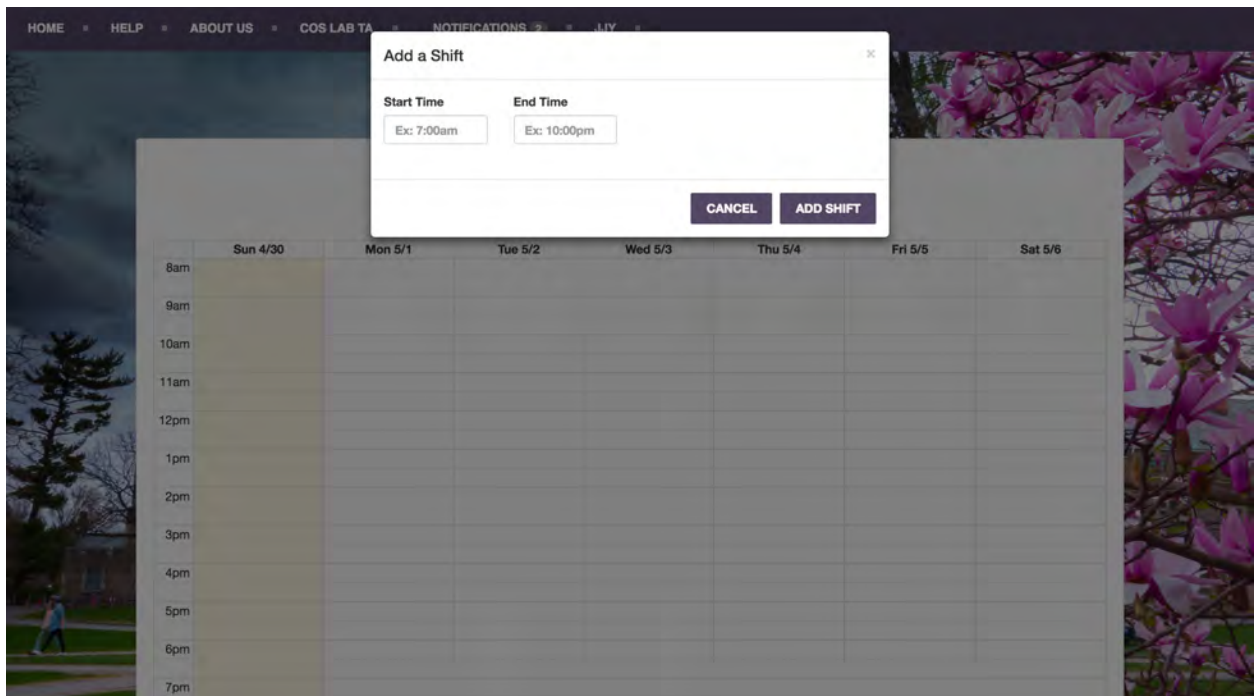 HOME HELP ABOUT US COS LAB TA NOTIFICATIONS 2 JJY
Add a Shift ×
Start Time End Time
Ex: 7:00am Ex: 10:00pm
CANCEL ADD SHIFT
Sun 4/30 Mon 5/1 Tue 5/2 Wed 5/3 Thu 5/4 Fri 5/5 Sat 5/6
8am
9am
10am
11am
12pm
1pm
2pm
3pm
4pm
5pm
6pm
7pm